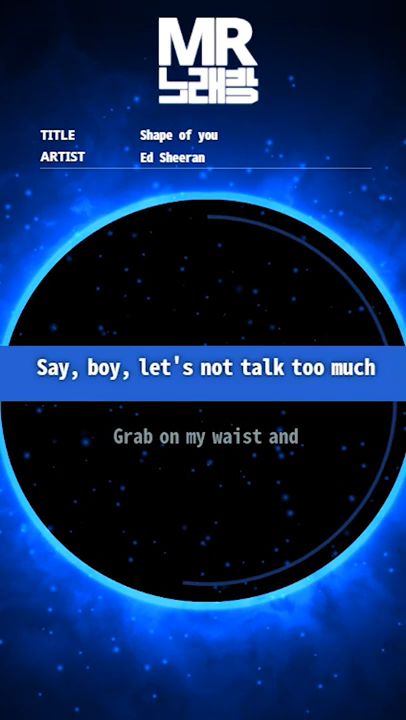 MR
노래방
TITLE Shape of you
ARTIST Ed Sheeran
Say, boy, let's not talk too much
Grab on my waist and